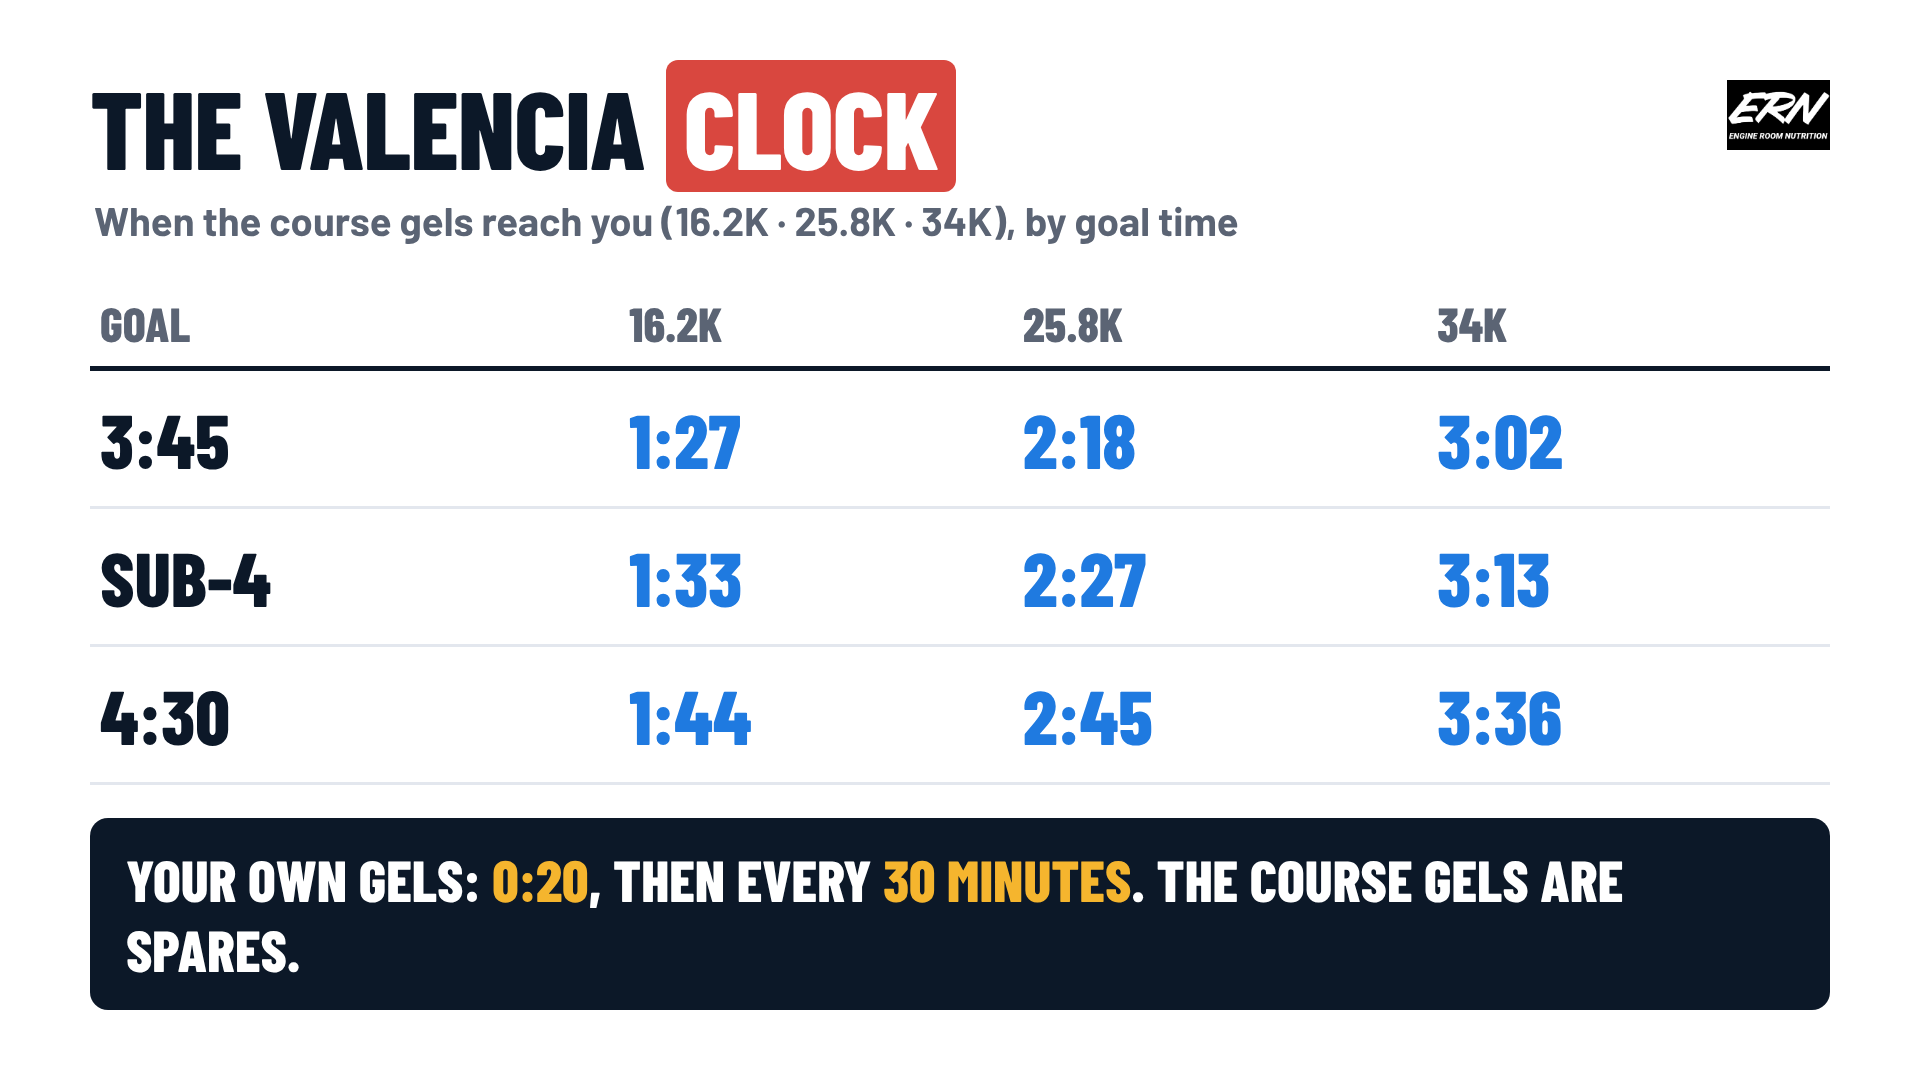 THE VALENCIA CLOCK
ERN
ENGINE ROOM NUTRITION
When the course gels reach you (16.2K · 25.8K · 34K), by goal time
GOAL 16.2K 25.8K 34K
3:45 1:27 2:18 3:02
SUB-4 1:33 2:27 3:13
4:30 1:44 2:45 3:36
YOUR OWN GELS: 0:20, THEN EVERY 30 MINUTES. THE COURSE GELS ARE
SPARES.